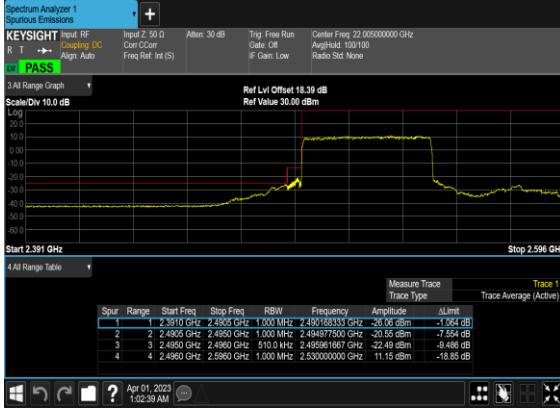 Spectrum Analyzer 1
Spurious Emissions
+
KEYSIGHT Input: RF Input Z: 50 Ω Atten: 30 dB Trig: Free Run Center Freq: 22.005000000 GHz
R T Coupling: DC Corr CCorr Gate: Off Avg|Hold: 100/100
Align: Auto Freq Ref: Int (S) IF Gain: Low Radio Std: None
LXI PASS
3 All Range Graph
Ref Lvl Offset 18.39 dB
Scale/Div 10.0 dB Ref Value 30.00 dBm
Log
20.0
10.0
0.00
-10.0
-20.0
-30.0
-40.0
-50.0
-60.0
Start 2.391 GHz Stop 2.596 GH
4 All Range Table
Measure Trace Trace 1
Trace Type Trace Average (Active)
Spur Range Start Freq Stop Freq RBW Frequency Amplitude ΔLimit
1 1 2.3910 GHz 2.4905 GHz 1.000 MHz 2.490168333 GHz -26.06 dBm -1.064 dB
2 2 2.4905 GHz 2.4950 GHz 1.000 MHz 2.494977500 GHz -20.55 dBm -7.554 dB
3 3 2.4950 GHz 2.4960 GHz 510.0 kHz 2.495961667 GHz -22.49 dBm -9.486 dB
4 4 2.4960 GHz 2.5960 GHz 1.000 MHz 2.530000000 GHz 11.15 dBm -18.85 dB
? Apr 01, 2023
1:02:39 AM